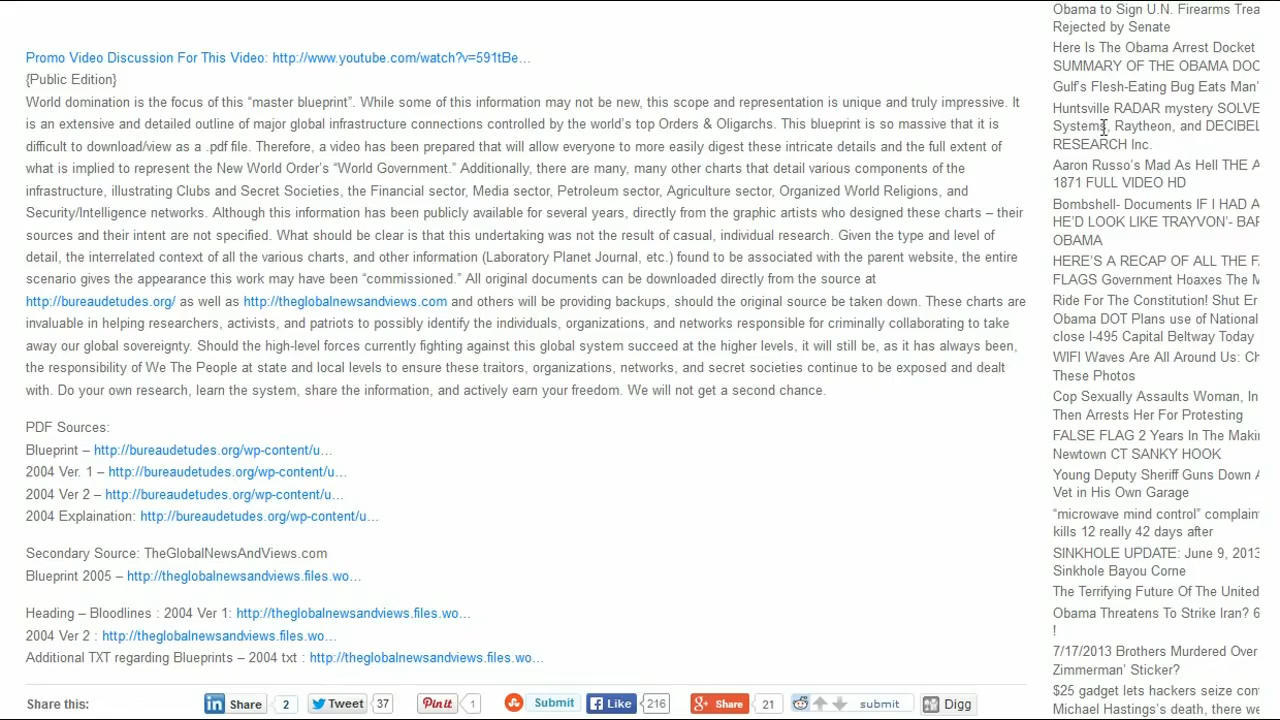 Promo Video Discussion For This Video: http://www.youtube.com/watch?v=591tBe...
{Public Edition}
World domination is the focus of this “master blueprint”. While some of this information may not be new, this scope and representation is unique and truly impressive. It
is an extensive and detailed outline of major global infrastructure connections controlled by the world’s top Orders & Oligarchs. This blueprint is so massive that it is
difficult to download/view as a .pdf file. Therefore, a video has been prepared that will allow everyone to more easily digest these intricate details and the full extent of
what is implied to represent the New World Order’s “World Government.” Additionally, there are many, many other charts that detail various components of the
infrastructure, illustrating Clubs and Secret Societies, the Financial sector, Media sector, Petroleum sector, Agriculture sector, Organized World Religions, and
Security/Intelligence networks. Although this information has been publicly available for several years, directly from the graphic artists who designed these charts – their
sources and their intent are not specified. What should be clear is that this undertaking was not the result of casual, individual research. Given the type and level of
detail, the interrelated context of all the various charts, and other information (Laboratory Planet Journal, etc.) found to be associated with the parent website, the entire
scenario gives the appearance this work may have been “commissioned.” All original documents can be downloaded directly from the source at
http://bureaudetudes.org/ as well as http://theglobalnewsandviews.com and others will be providing backups, should the original source be taken down. These charts are
invaluable in helping researchers, activists, and patriots to possibly identify the individuals, organizations, and networks responsible for criminally collaborating to take
away our global sovereignty. Should the high-level forces currently fighting against this global system succeed at the higher levels, it will still be, as it has always been,
the responsibility of We The People at state and local levels to ensure these traitors, organizations, networks, and secret societies continue to be exposed and dealt
with. Do your own research, learn the system, share the information, and actively earn your freedom. We will not get a second chance.
PDF Sources:
Blueprint – http://bureaudetudes.org/wp-content/u...
2004 Ver. 1 – http://bureaudetudes.org/wp-content/u...
2004 Ver 2 – http://bureaudetudes.org/wp-content/u...
2004 Explaination: http://bureaudetudes.org/wp-content/u...
Secondary Source: TheGlobalNewsAndViews.com
Blueprint 2005 – http://theglobalnewsandviews.files.wo...
Heading – Bloodlines : 2004 Ver 1: http://theglobalnewsandviews.files.wo...
2004 Ver 2 : http://theglobalnewsandviews.files.wo...
Additional TXT regarding Blueprints – 2004 txt : http://theglobalnewsandviews.files.wo...
Share this: Share 2 Tweet 37 Pin it 1 Submit Like 216 Share 21 submit Digg
Obama to Sign U.N. Firearms Trea
Rejected by Senate
Here Is The Obama Arrest Docket
SUMMARY OF THE OBAMA DOC
Gulf’s Flesh-Eating Bug Eats Man’
Huntsville RADAR mystery SOLVE
Systems, Raytheon, and DECIBEL
RESEARCH Inc.
Aaron Russo’s Mad As Hell THE A
1871 FULL VIDEO HD
Bombshell- Documents IF I HAD A
HE’D LOOK LIKE TRAYVON’- BAR
OBAMA
HERE’S A RECAP OF ALL THE F
FLAGS Government Hoaxes The M
Ride For The Constitution! Shut Er
Obama DOT Plans use of National
close I-495 Capital Beltway Today
WIFI Waves Are All Around Us: Ch
These Photos
Cop Sexually Assaults Woman, In
Then Arrests Her For Protesting
FALSE FLAG 2 Years In The Makin
Newtown CT SANKY HOOK
Young Deputy Sheriff Guns Down A
Vet in His Own Garage
“microwave mind control” complain
kills 12 really 42 days after
SINKHOLE UPDATE: June 9, 2013
Sinkhole Bayou Corne
The Terrifying Future Of The United
Obama Threatens To Strike Iran? 6
!
7/17/2013 Brothers Murdered Over
Zimmerman’ Sticker?
$25 gadget lets hackers seize con
Michael Hastings’s death, there we